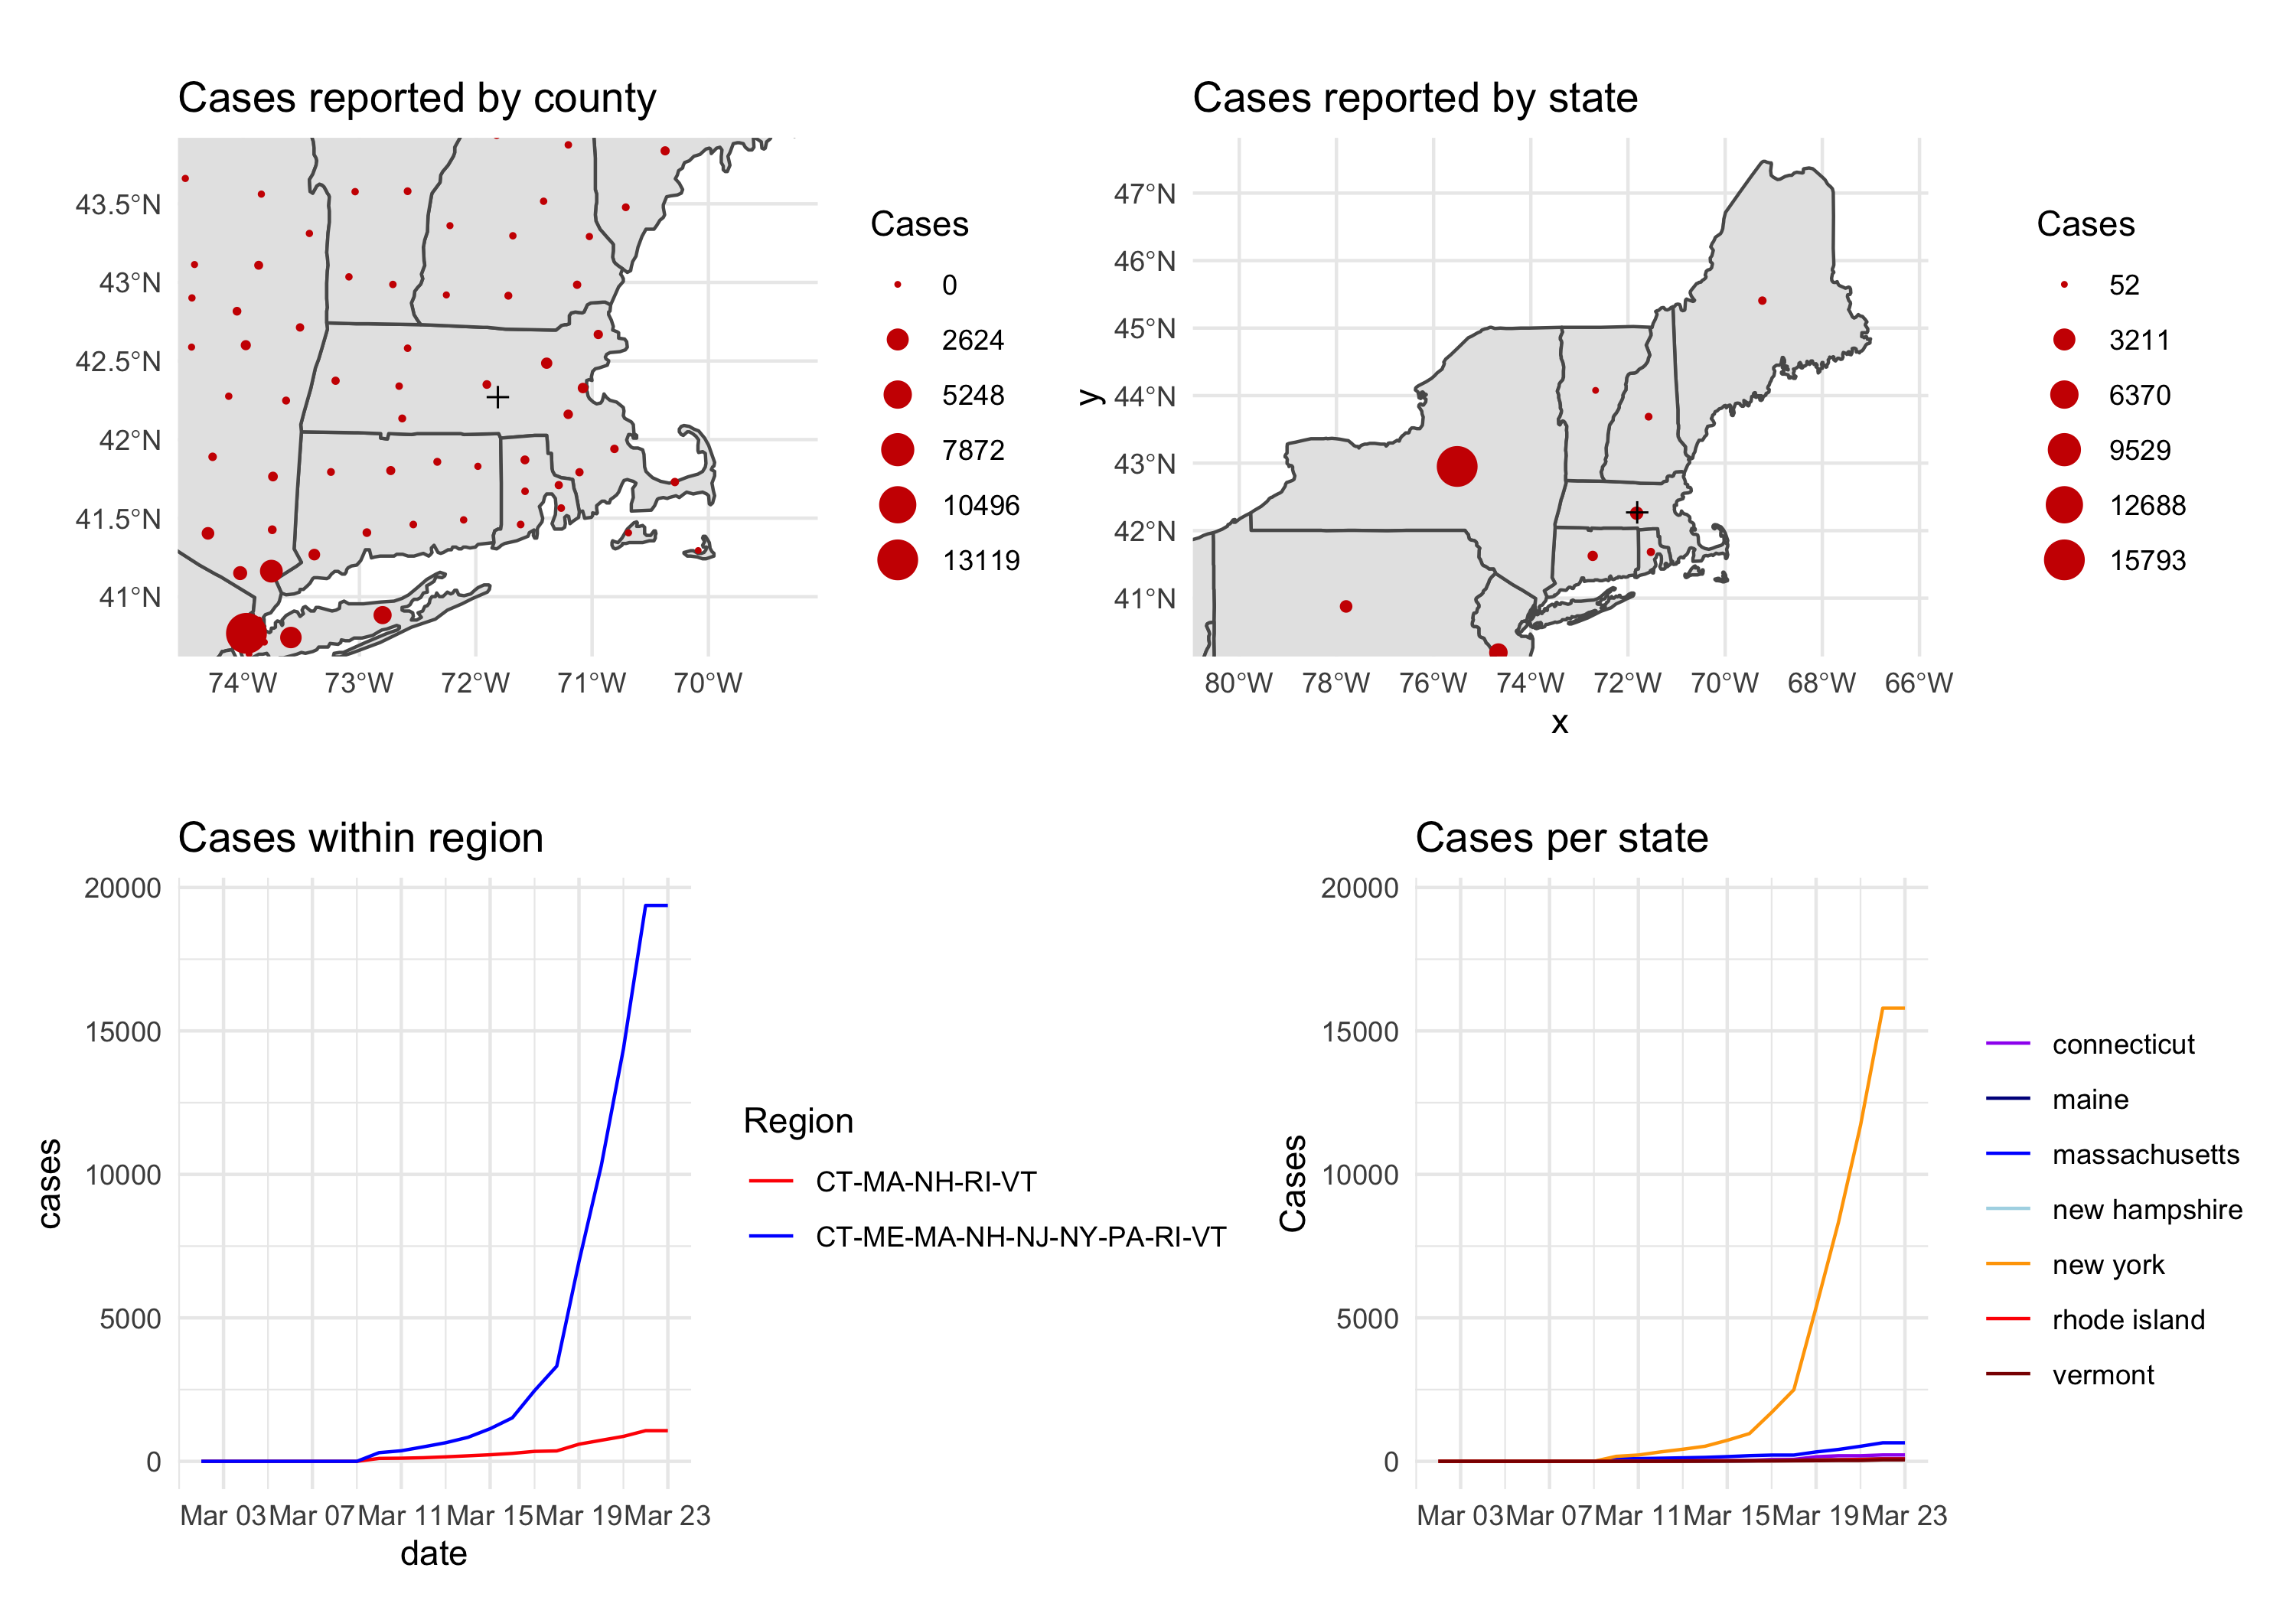 Cases reported by county
43.5°N
43°N
42.5°N
42°N
41.5°N
41°N
74°W 73°W 72°W 71°W 70°W
Cases
0
2624
5248
7872
10496
13119
Cases reported by state
y
47°N
46°N
45°N
44°N
43°N
42°N
41°N
80°W 78°W 76°W 74°W 72°W 70°W 68°W 66°W
x
Cases
52
3211
6370
9529
12688
15793
Cases within region
cases
20000
15000
10000
5000
0
Mar 03 Mar 07 Mar 11 Mar 15 Mar 19 Mar 23
date
Region
CT-MA-NH-RI-VT
CT-ME-MA-NH-NJ-NY-PA-RI-VT
Cases per state
Cases
20000
15000
10000
5000
0
Mar 03 Mar 07 Mar 11 Mar 15 Mar 19 Mar 23
connecticut
maine
massachusetts
new hampshire
new york
rhode island
vermont